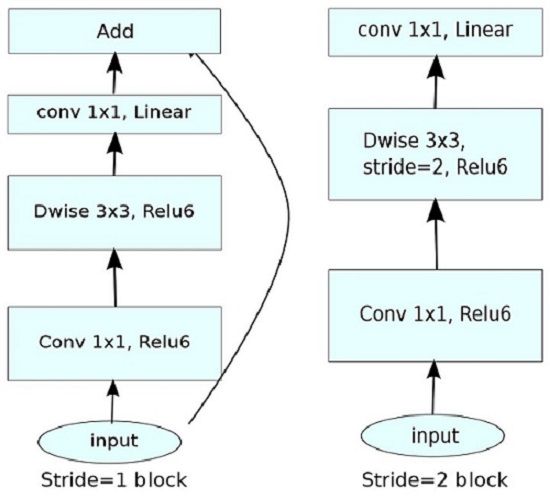 Add
conv 1x1, Linear
Dwise 3x3, Relu6
Conv 1x1, Relu6
input
Stride=1 block
conv 1x1, Linear
Dwise 3x3,
stride=2, Relu6
Conv 1x1, Relu6
input
Stride=2 block